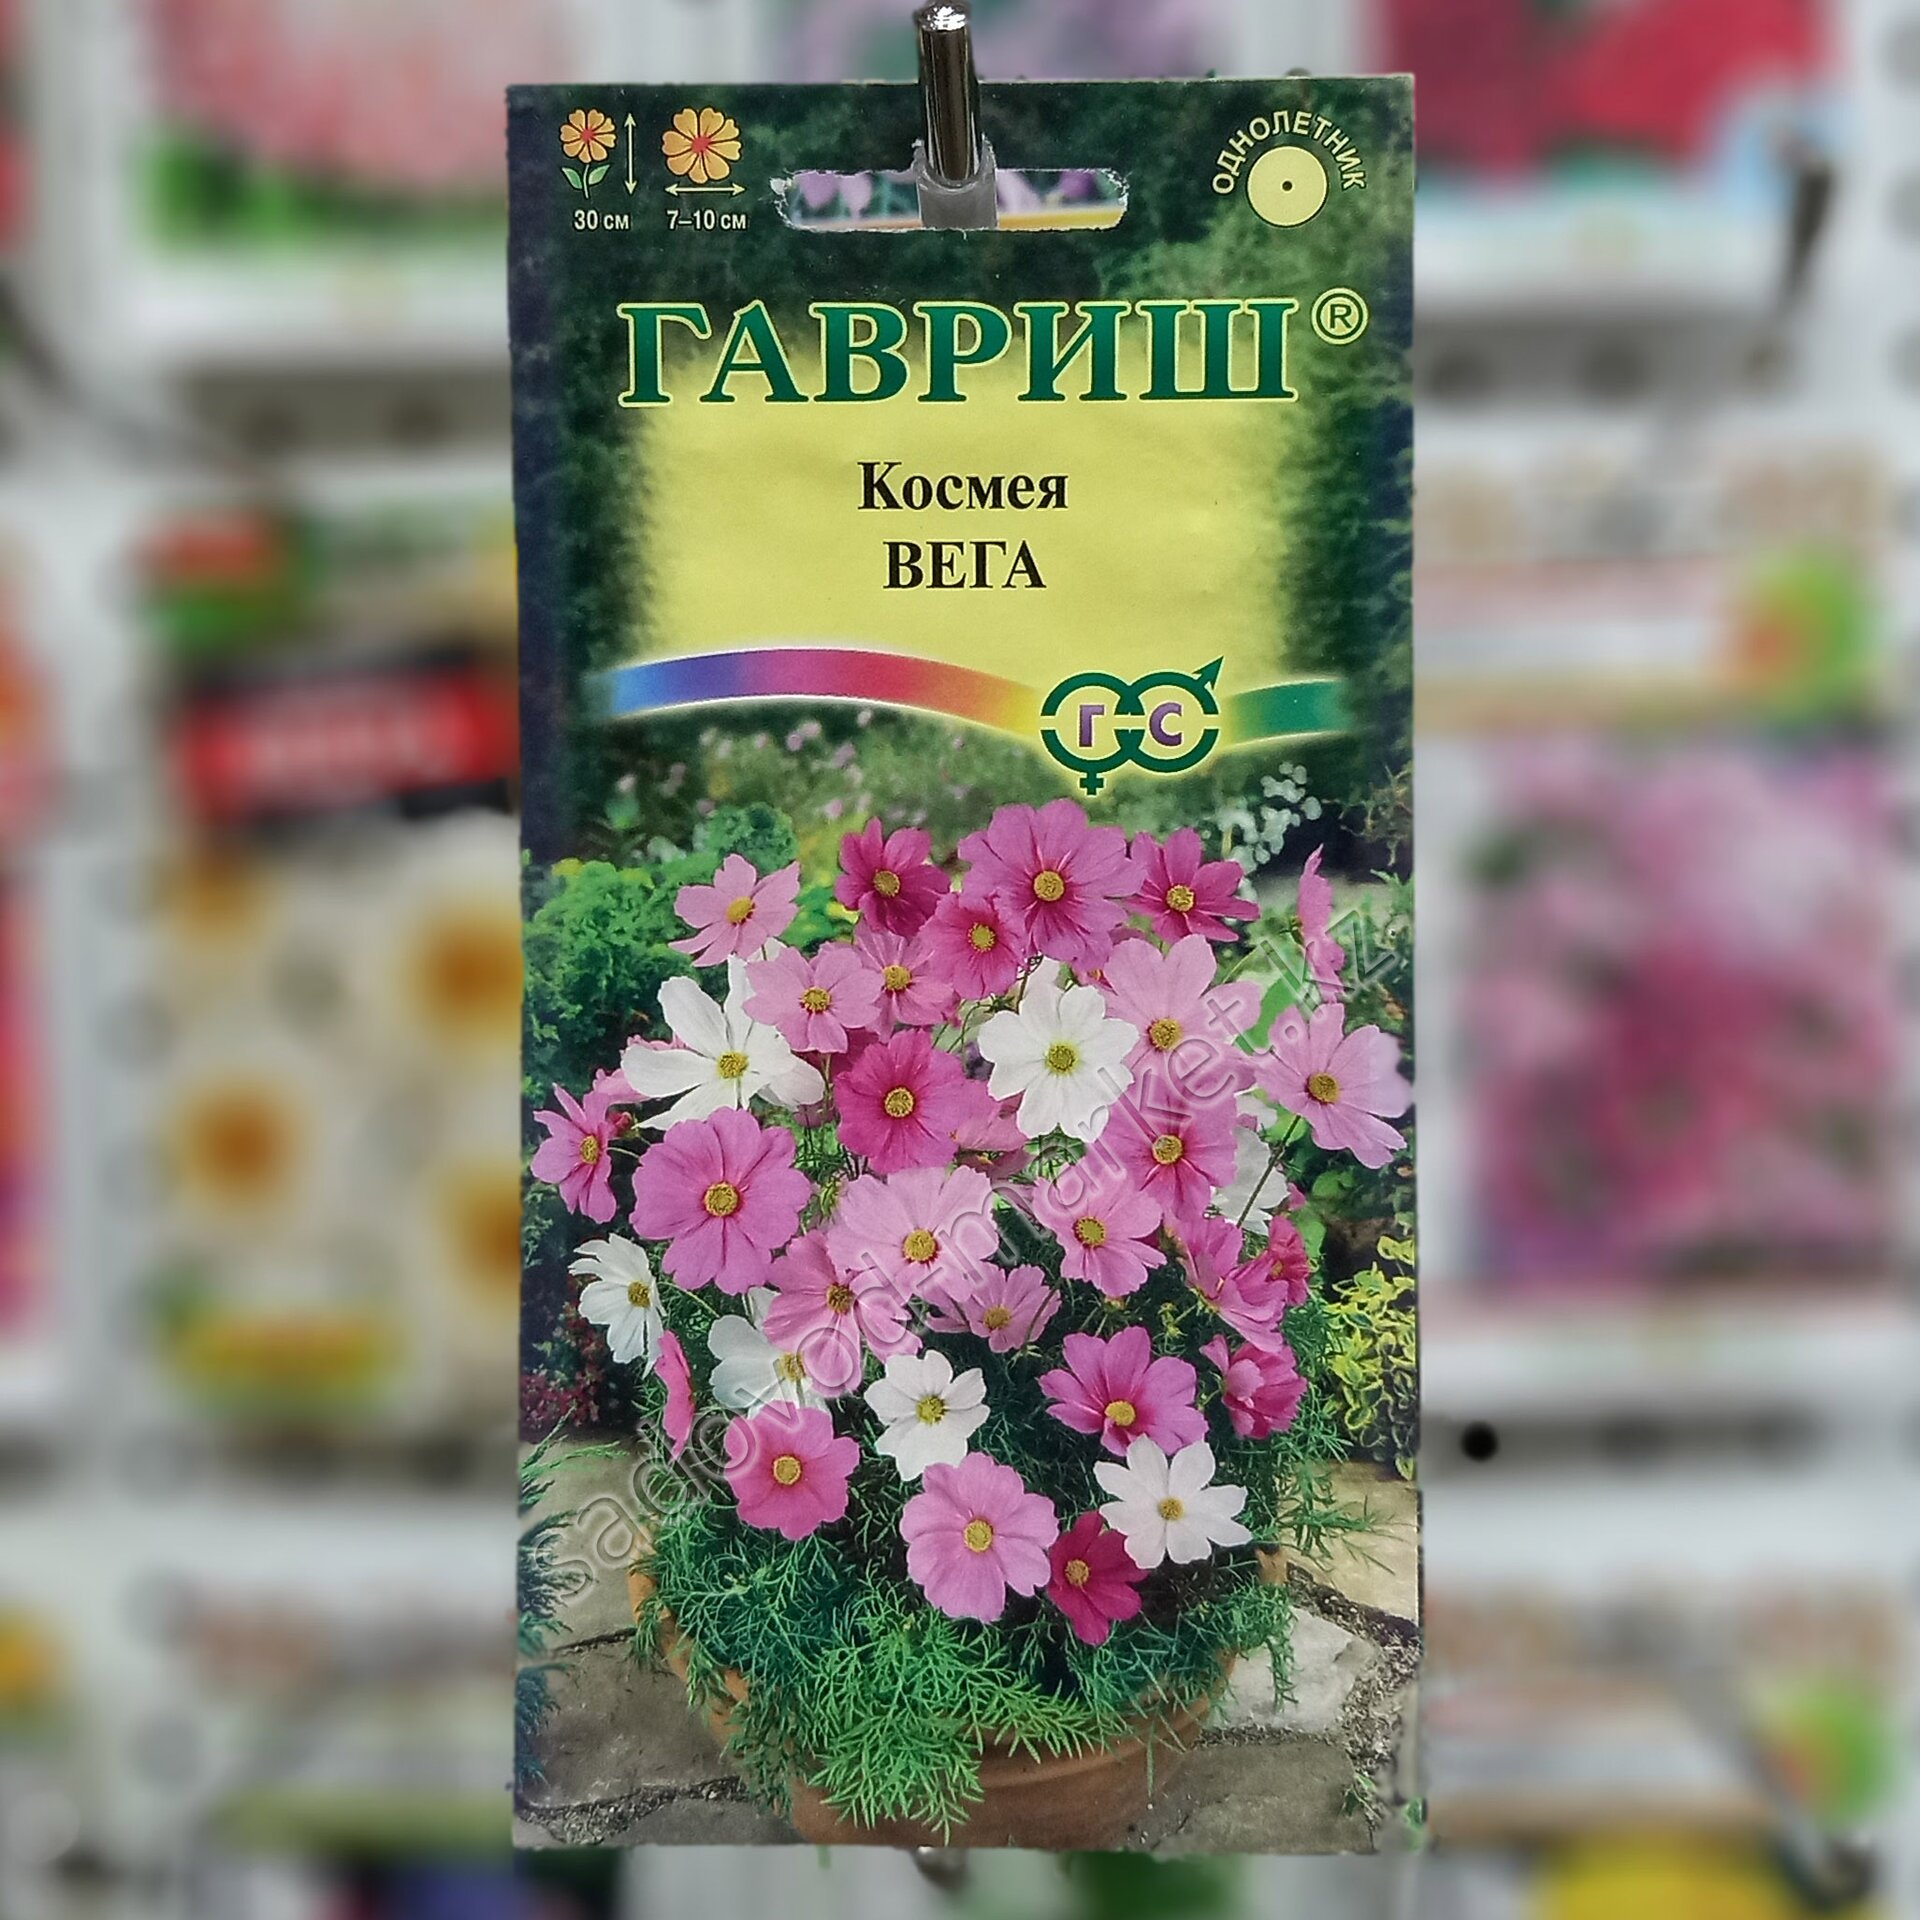 30 см
7–10 см
ОДНОЛЕТНИК
ГАВРИШ®
Космея
ВЕГА
Г С
sadovod-market.kz